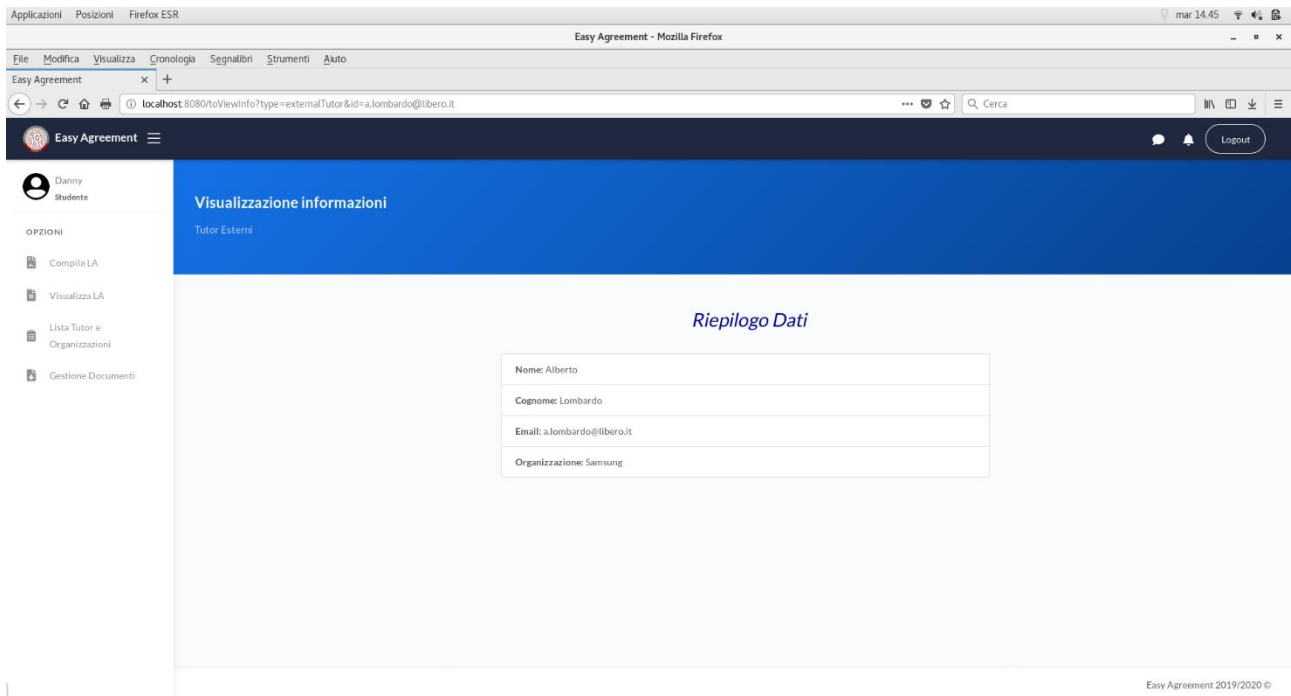 Applicazioni Posizioni Firefox ESR mar 14.45
Easy Agreement - Mozilla Firefox
File Modifica Visualizza Cronologia Segnalibri Strumenti Aiuto
Easy Agreement
localhost:8080/toViewInfo?type=externalTutor&id=a.lombardo@libero.it Cerca
Easy Agreement Logout
Danny
Studente
OPZIONI
Compila LA
Visualizza LA
Lista Tutor e
Organizzazioni
Gestione Documenti
Visualizzazione informazioni
Tutor Esterni
Riepilogo Dati
Nome: Alberto
Cognome: Lombardo
Email: a.lombardo@libero.it
Organizzazione: Samsung
Easy Agreement 2019/2020 ©